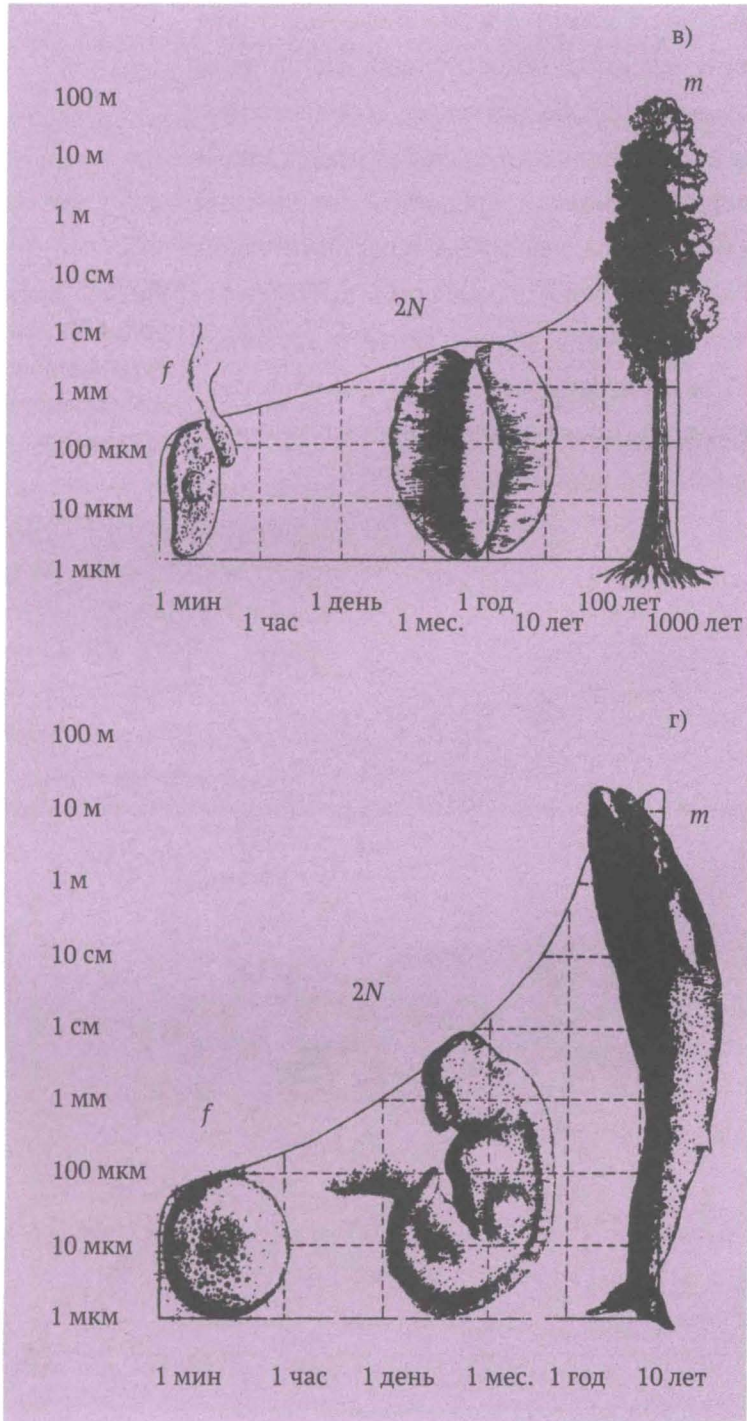 в)
m
100 м
10 м
1 м
10 см
2N
1 см
f
1 мм
100 мкм
10 мкм
1 мкм
1 мин 1 день 1 год 100 лет
1 час 1 мес. 10 лет 1000 лет
г)
100 м
10 м
m
1 м
10 см
2N
1 см
1 мм
f
100 мкм
10 мкм
1 мкм
1 мин 1 час 1 день 1 мес. 1 год 10 лет